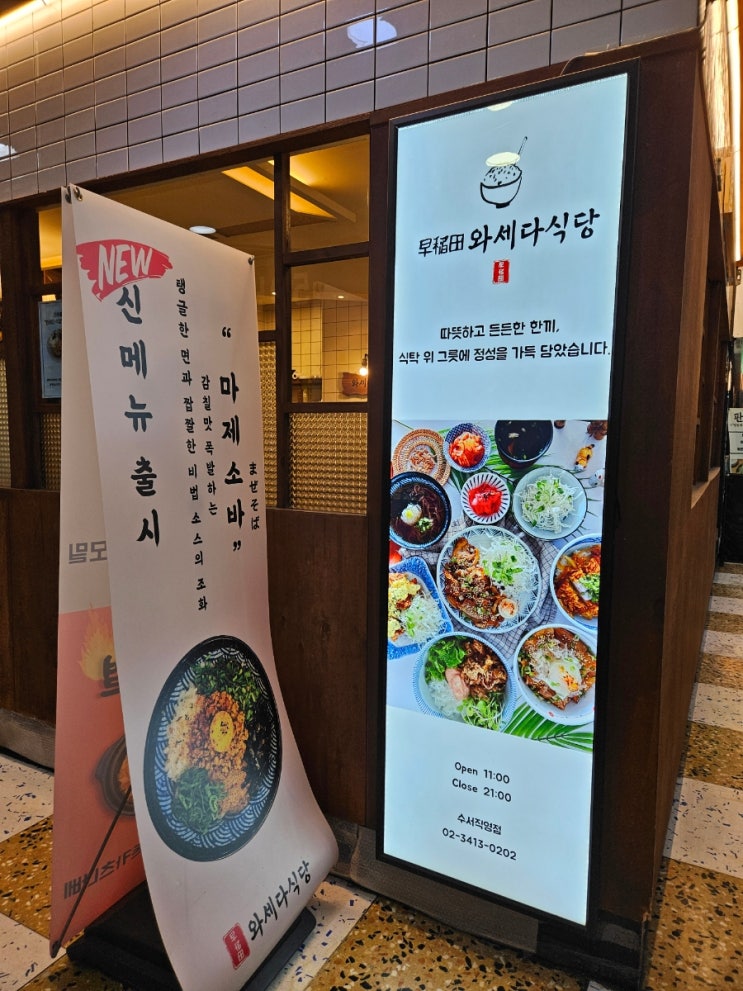 NEW
신메뉴 출시
탱글한 면과 짭짤한 비법 소스의 조화
감칠맛 폭발하는
“마제소바”
まぜそば
와세다식당
早稲田 와세다식당
따뜻하고 든든한 한끼,
식탁 위 그릇에 정성을 가득 담았습니다.
Open 11:00
Close 21:00
수서직영점
02-3413-0202